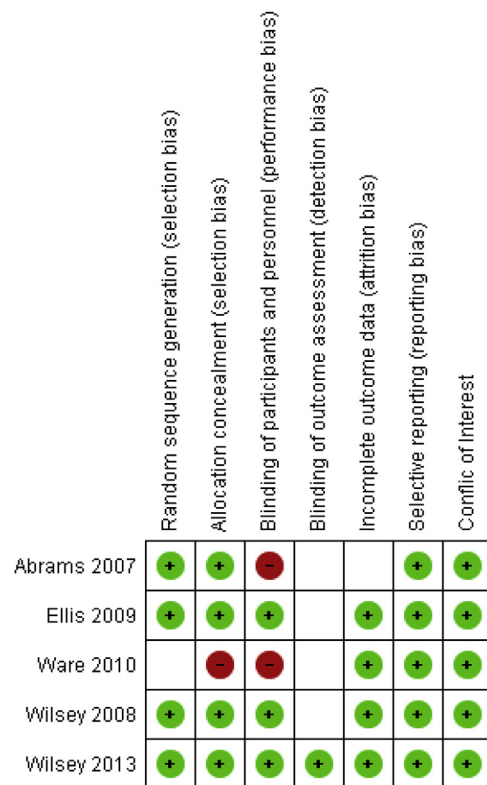 Random sequence generation (selection bias)
Allocation concealment (selection bias)
Blinding of participants and personnel (performance bias)
Blinding of outcome assessment (detection bias)
Incomplete outcome data (attrition bias)
Selective reporting (reporting bias)
Conflic of Interest
Abrams 2007 + + - + +
Ellis 2009 + + + + + +
Ware 2010 - - + + +
Wilsey 2008 + + + + + +
Wilsey 2013 + + + + + + +